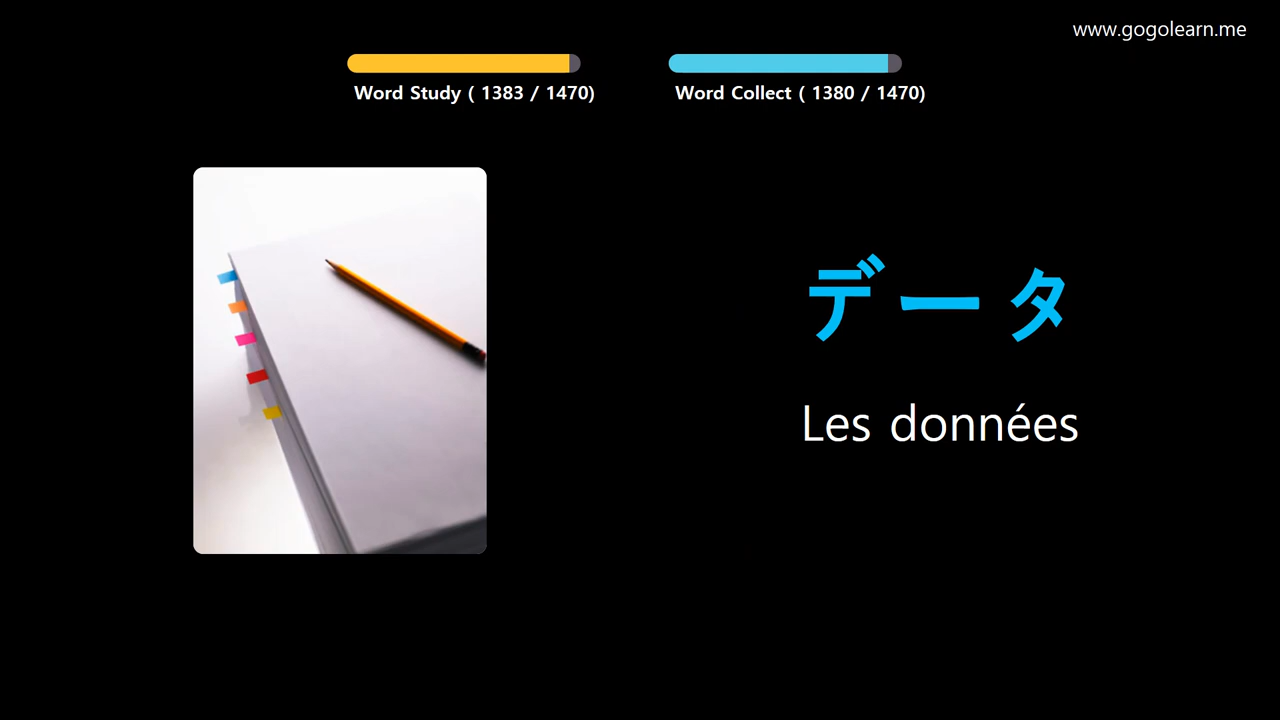 www.gogolearn.me
Word Study ( 1383 / 1470)
Word Collect ( 1380 / 1470)
データ
Les données